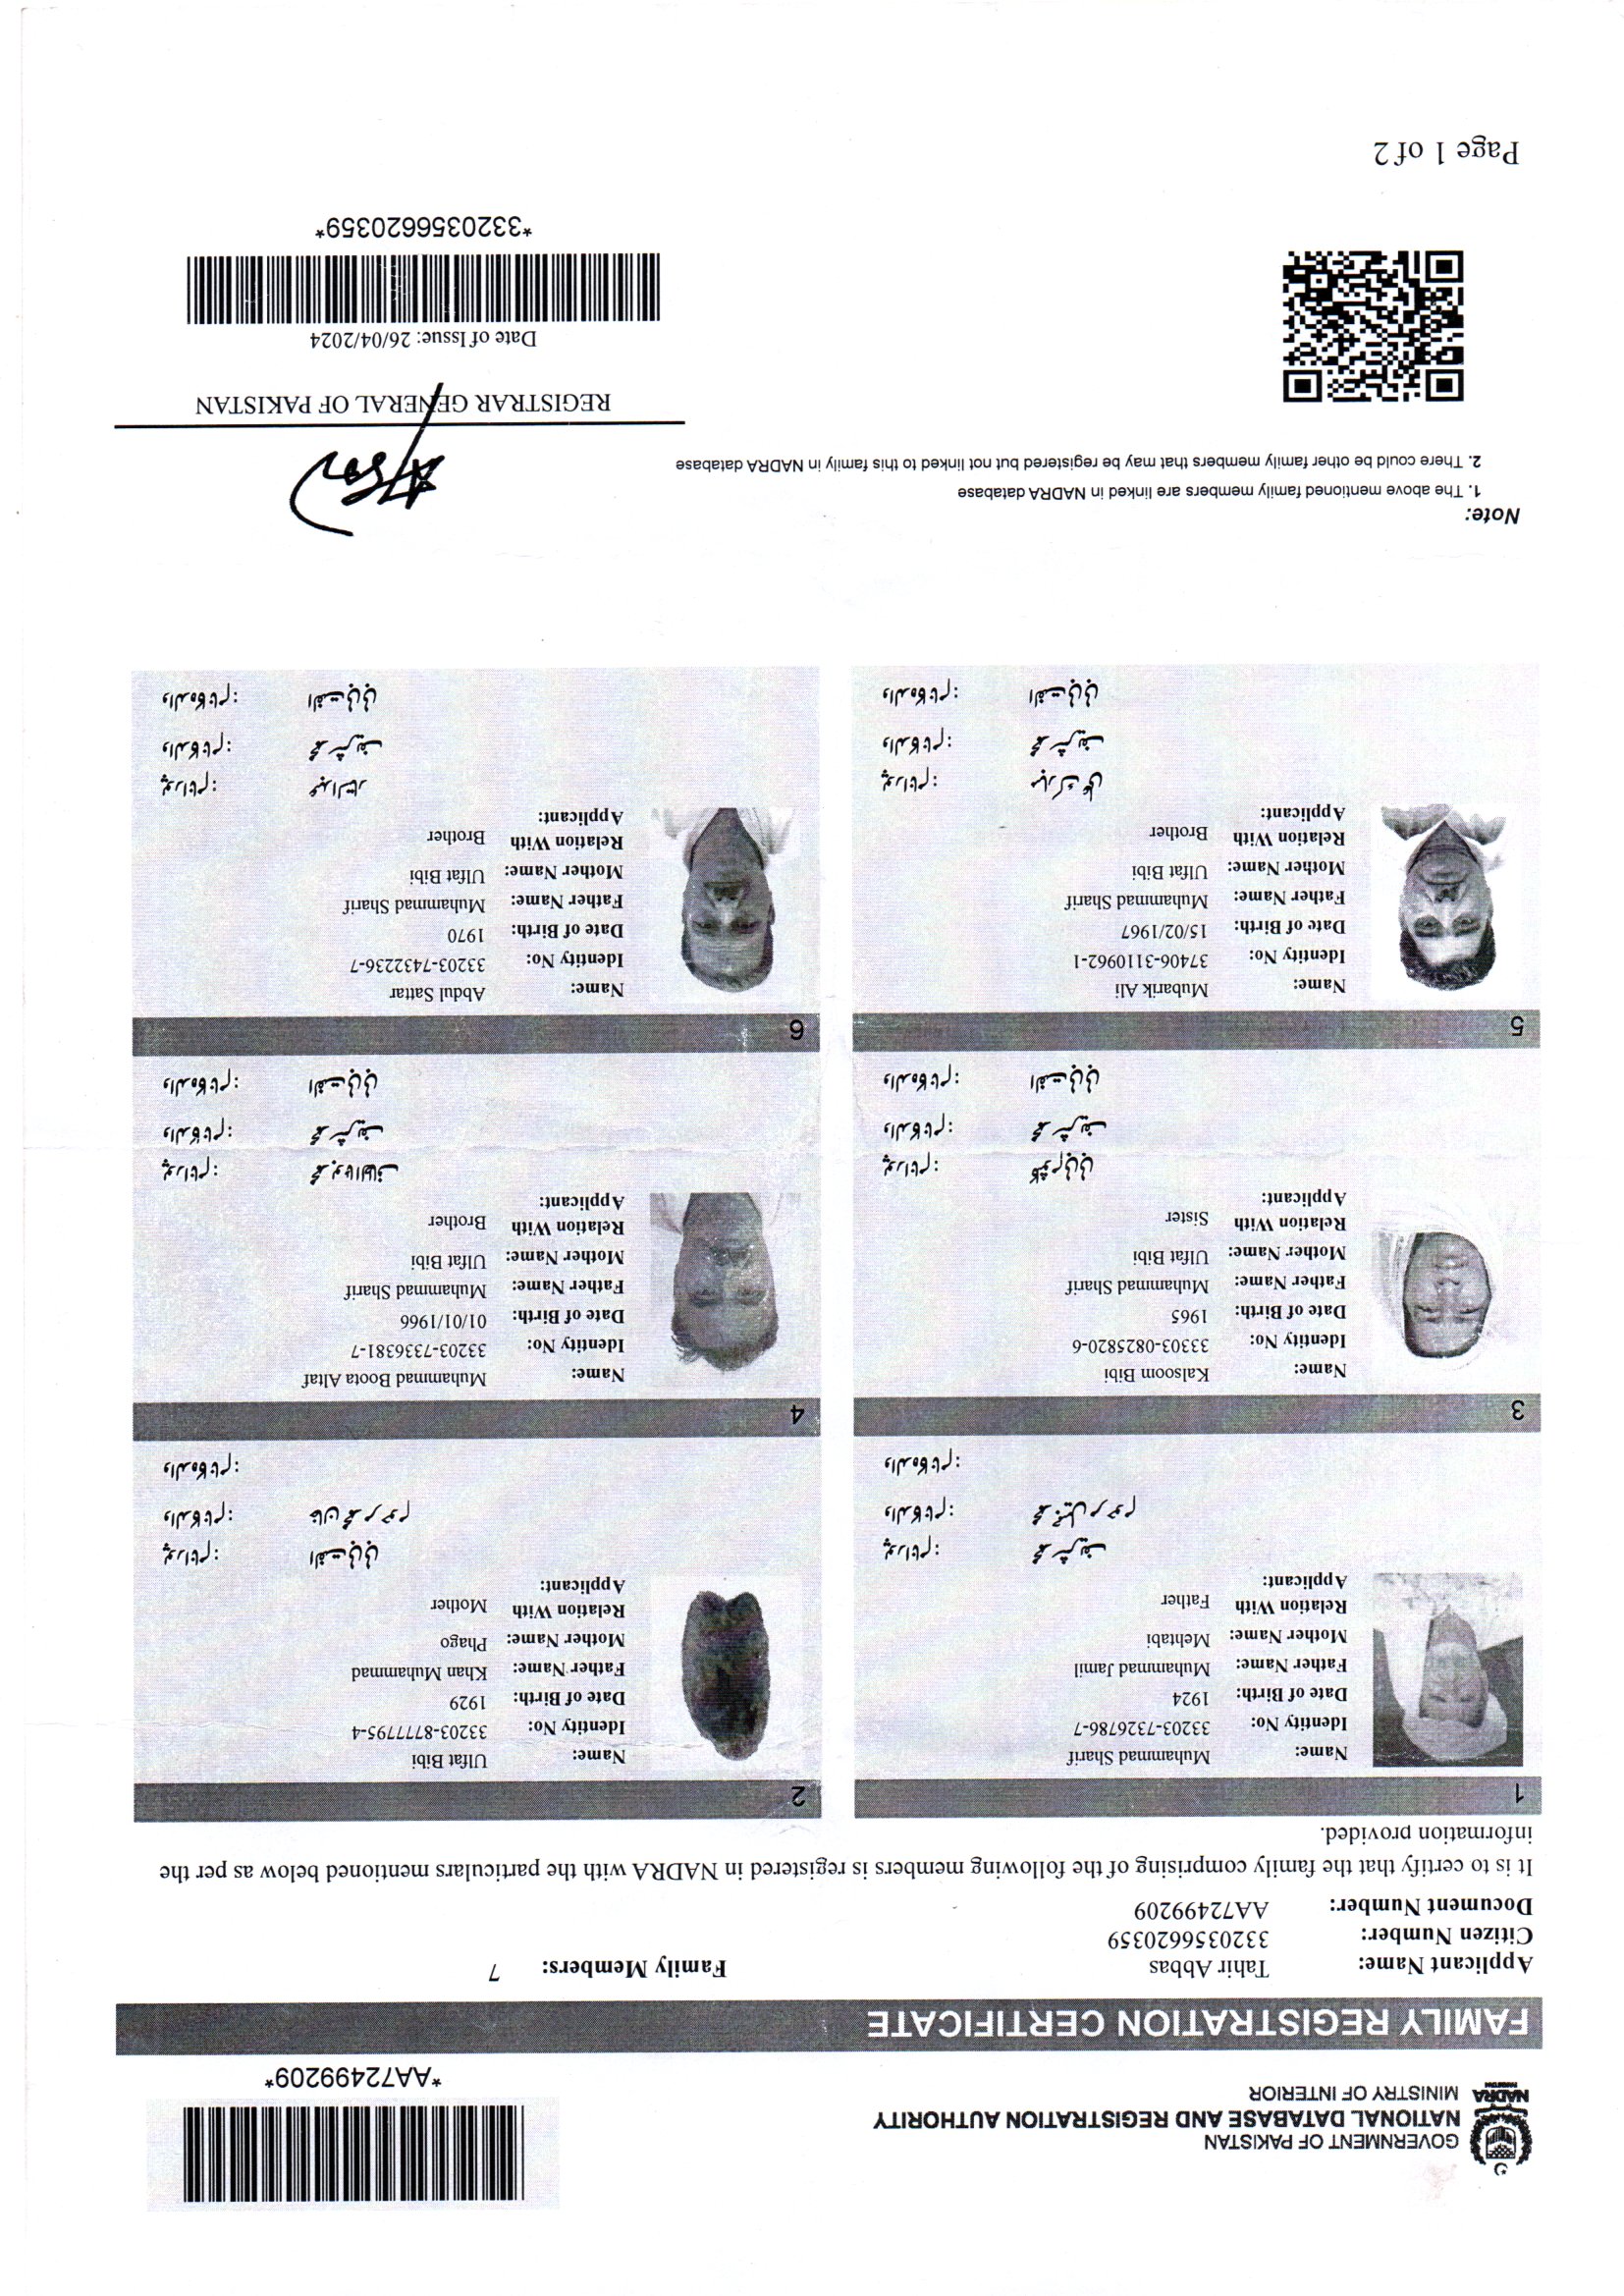 GOVERNMENT OF PAKISTAN
NATIONAL DATABASE AND REGISTRATION AUTHORITY
NADRA
PAKISTAN
MINISTRY OF INTERIOR
*AA72499209*
FAMILY REGISTRATION CERTIFICATE
Applicant Name: Tahir Abbas
Family Members: 7
Citizen Number: 3320356620359
Document Number: AA72499209
It is to certify that the family comprising of the following members is registered in NADRA with the particulars mentioned below as per the
information provided.
1
Name: Muhammad Sharif
Identity No: 33203-7326786-7
Date of Birth: 1924
Father Name: Muhammad Jamil
Mother Name: Mehtabi
Relation With
Applicant: Father
پورا نام: محمد شریف
والد کا نام: محمد جمیل مرحوم
والدہ کا نام:
2
Name: Ulfat Bibi
Identity No: 33203-8777795-4
Date of Birth: 1929
Father Name: Khan Muhammad
Mother Name: Phago
Relation With
Applicant: Mother
پورا نام: الفت بی بی
والد کا نام: خان محمد مرحوم
والدہ کا نام:
3
Name: Kalsoom Bibi
Identity No: 33303-0825820-6
Date of Birth: 1965
Father Name: Muhammad Sharif
Mother Name: Ulfat Bibi
Relation With
Applicant: Sister
پورا نام: کلثوم بی بی
والد کا نام: محمد شریف
والدہ کا نام: الفت بی بی
4
Name: Muhammad Boota Altaf
Identity No: 33203-7336381-7
Date of Birth: 01/01/1966
Father Name: Muhammad Sharif
Mother Name: Ulfat Bibi
Relation With
Applicant: Brother
پورا نام: محمد بوٹا الطاف
والد کا نام: محمد شریف
والدہ کا نام: الفت بی بی
5
Name: Mubarik Ali
Identity No: 37406-3110962-1
Date of Birth: 15/02/1967
Father Name: Muhammad Sharif
Mother Name: Ulfat Bibi
Relation With
Applicant: Brother
پورا نام: مبارک علی
والد کا نام: محمد شریف
والدہ کا نام: الفت بی بی
6
Name: Abdul Sattar
Identity No: 33203-7432236-7
Date of Birth: 1970
Father Name: Muhammad Sharif
Mother Name: Ulfat Bibi
Relation With
Applicant: Brother
پورا نام: عبدالستار
والد کا نام: محمد شریف
والدہ کا نام: الفت بی بی
Note:
1. The above mentioned family members are linked in NADRA database
2. There could be other family members that may be registered but not linked to this family in NADRA database
REGISTRAR GENERAL OF PAKISTAN
Date of Issue: 26/04/2024
*3320356620359*
Page 1 of 2